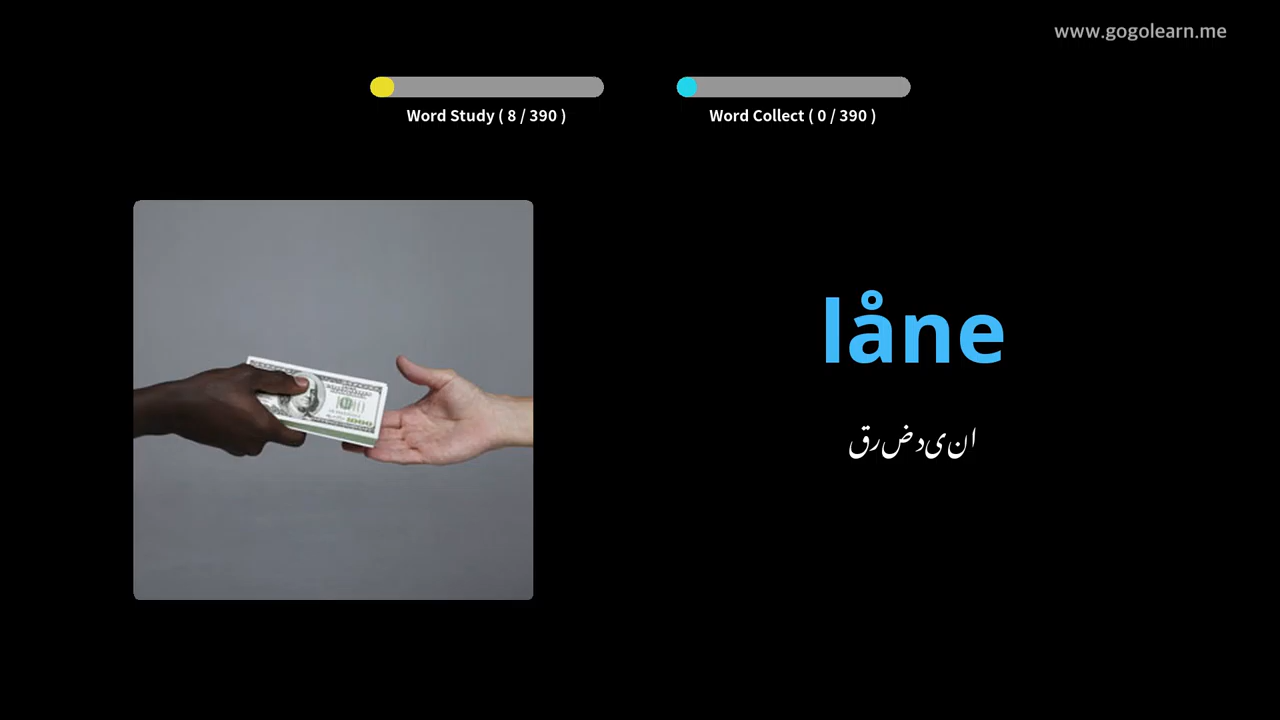 www.gogolearn.me
Word Study ( 8 / 390 )
Word Collect ( 0 / 390 )
låne
قرض دینا